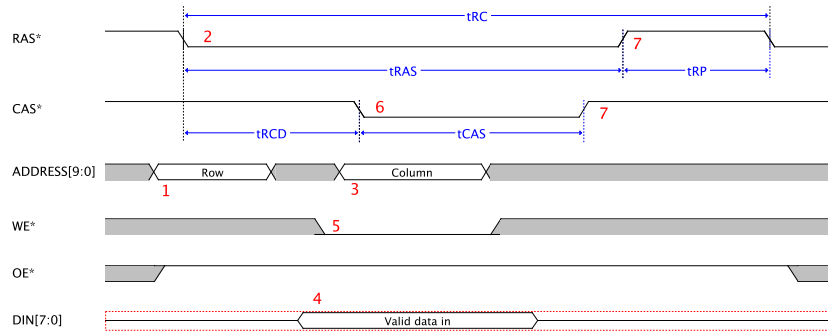 tRC
RAS*
2
7
tRAS
tRP
CAS*
6
7
tRCD
tCAS
ADDRESS[9:0]
Row
Column
1
3
WE*
5
OE*
4
DIN[7:0]
Valid data in